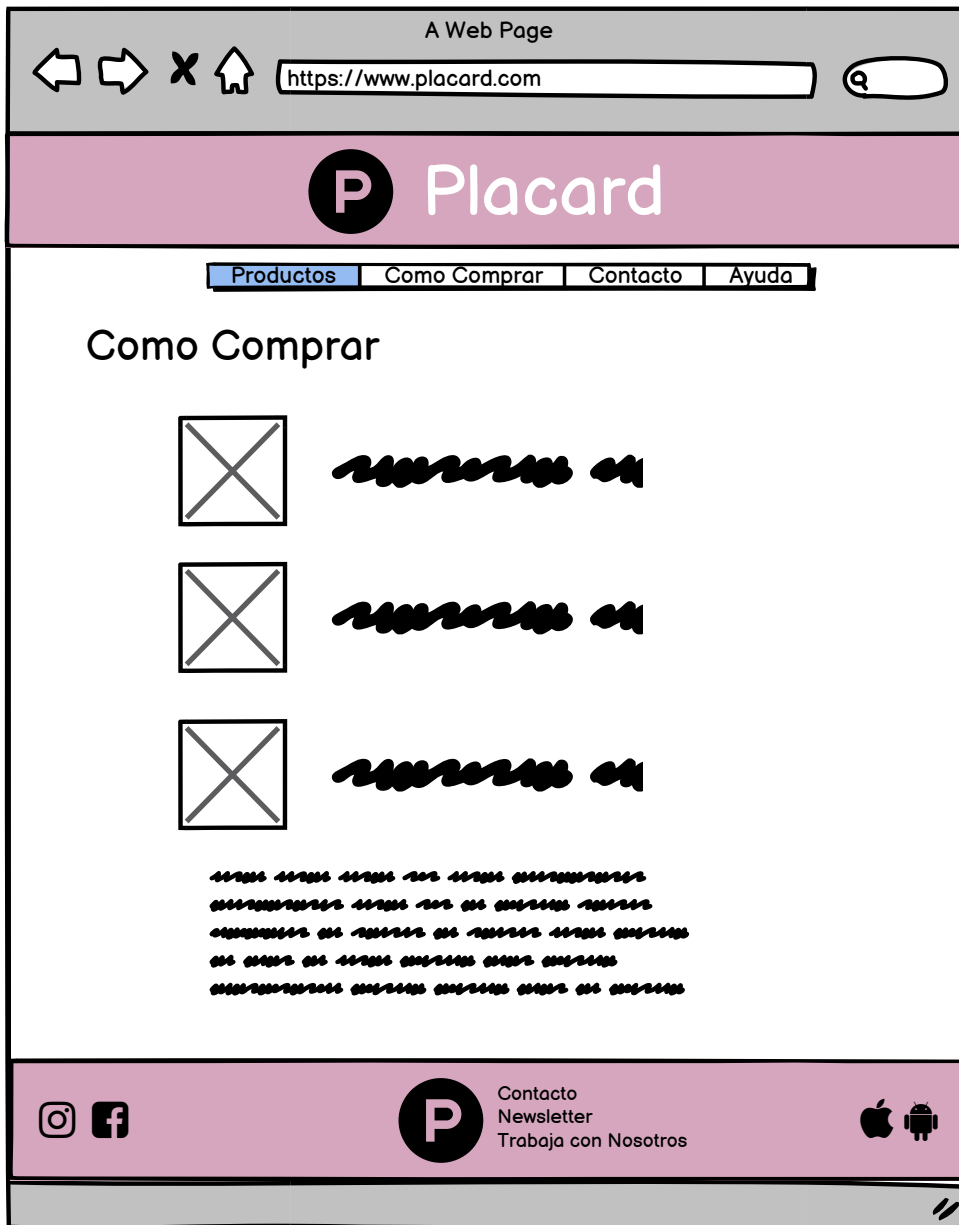 A Web Page
https://www.placard.com
P Placard
Productos Como Comprar Contacto Ayuda
Como Comprar
P
Contacto
Newsletter
Trabaja con Nosotros